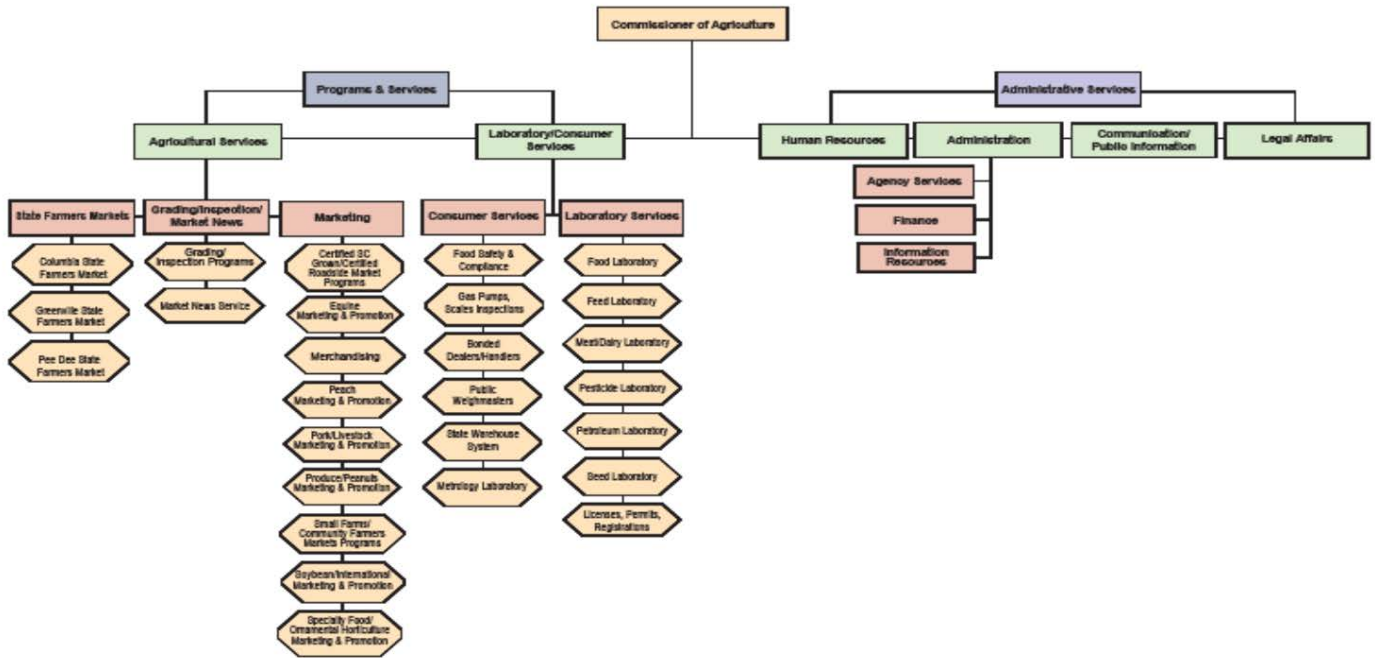 Commissioner of Agriculture
Programs & Services
Administrative Services
Agricultural Services
Laboratory/Consumer
Services
Human Resources
Administration
Communication/
Public Information
Legal Affairs
Agency Services
Finance
Information
Resources
State Farmers Markets
Grading/Inspection/
Market News
Marketing
Consumer Services
Laboratory Services
Columbia State
Farmers Market
Greenville State
Farmers Market
Pee Dee State
Farmers Market
Grading/
Inspection Programs
Market News Service
Certified SC
Grown/Certified
Roadside Market
Programs
Equine
Marketing & Promotion
Merchandising
Peach
Marketing & Promotion
Pork/Livestock
Marketing & Promotion
Produce/Peanuts
Marketing & Promotion
Small Farms/
Community Farmers
Markets Programs
Soybean/International
Marketing & Promotion
Specialty Food/
Ornamental Horticulture
Marketing & Promotion
Food Safety &
Compliance
Gas Pumps,
Scales Inspections
Bonded
Dealers/Handlers
Public
Weighmasters
State Warehouse
System
Metrology Laboratory
Food Laboratory
Feed Laboratory
Meat/Dairy Laboratory
Pesticide Laboratory
Petroleum Laboratory
Seed Laboratory
Licenses, Permits,
Registrations